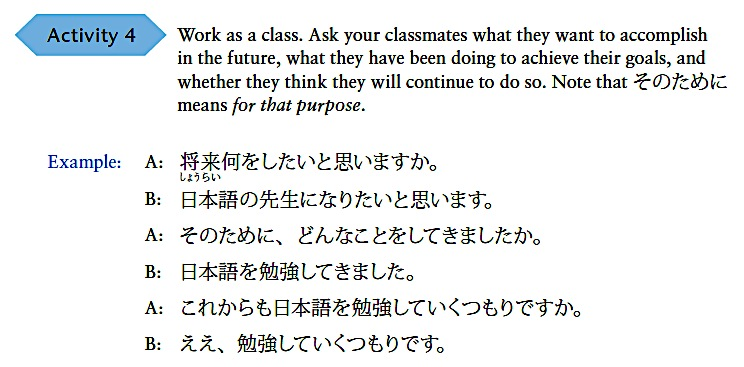 Activity 4 Work as a class. Ask your classmates what they want to accomplish
in the future, what they have been doing to achieve their goals, and
whether they think they will continue to do so. Note that そのために
means for that purpose.
Example: A: 将来何をしたいと思いますか。
しょうらい
B: 日本語の先生になりたいと思います。
A: そのために、どんなことをしてきましたか。
B: 日本語を勉強してきました。
A: これからも日本語を勉強していくつもりですか。
B: ええ、勉強していくつもりです。